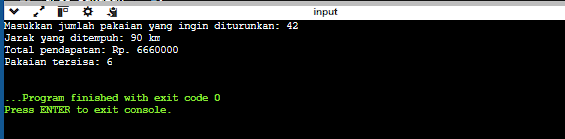 input
Masukkan jumlah pakaian yang ingin diturunkan: 42
Jarak yang ditempuh: 90 km
Total pendapatan: Rp. 6660000
Pakaian tersisa: 6
...Program finished with exit code 0
Press ENTER to exit console.